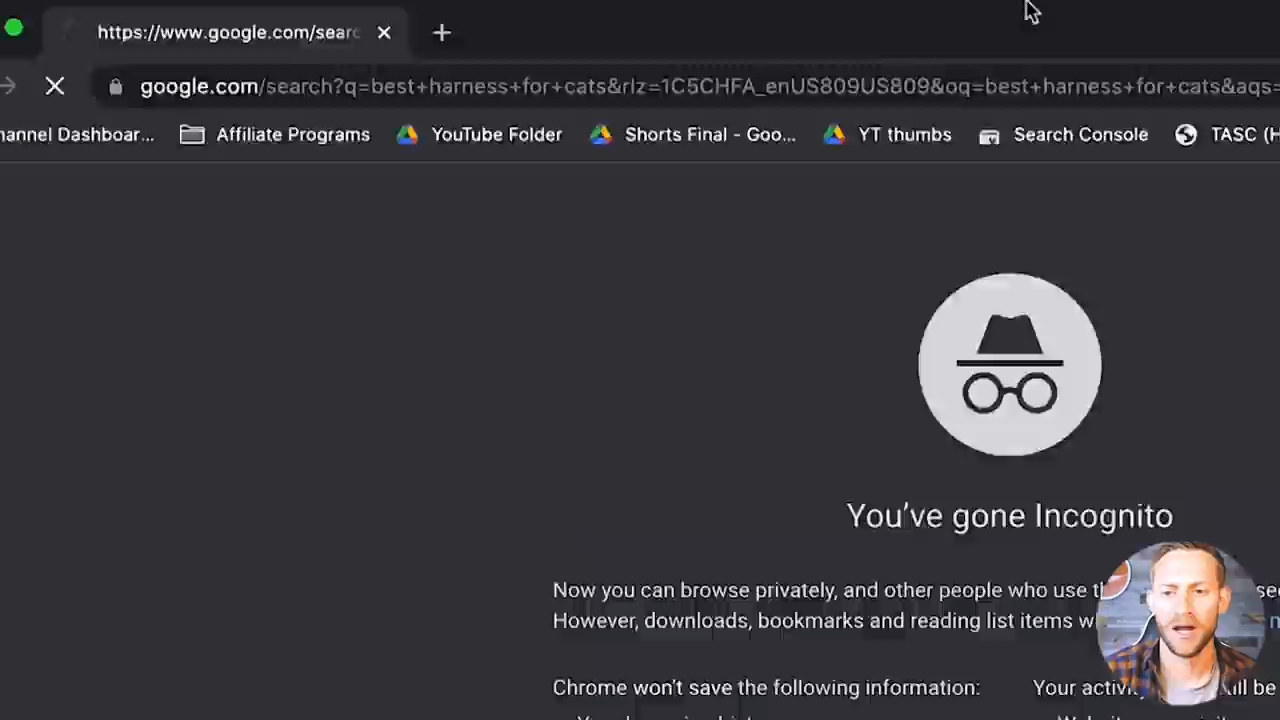 https://www.google.com/sear
google.com/search?q=best+harness+for+cats&rlz=1C5CHFA_enUS809US809&oq=best+harness+for+cats&aqs=
Dashboar... Affiliate Programs YouTube Folder Shorts Final - Goo... YT thumbs Search Console TASC (H
You've gone Incognito
Now you can browse privately, and other people who use
However, downloads, bookmarks and reading list items
Chrome won't save the following information: Your